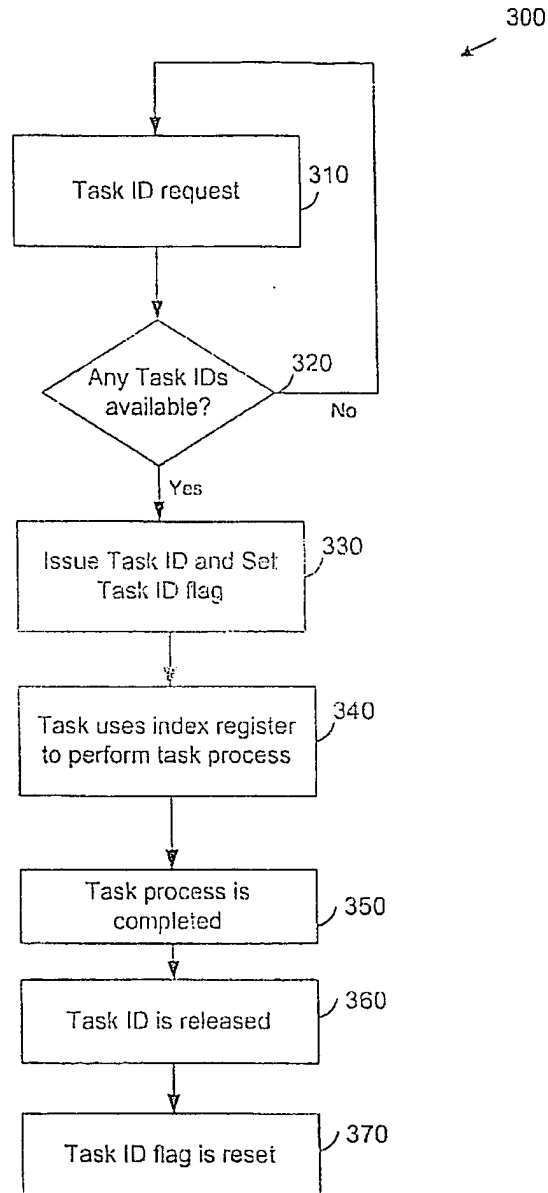 300
Task ID request
310
Any Task IDs
available?
320
No
Yes
Issue Task ID and Set
Task ID flag
330
Task uses index register
to perform task process
340
Task process is
completed
350
Task ID is released
360
Task ID flag is reset
370